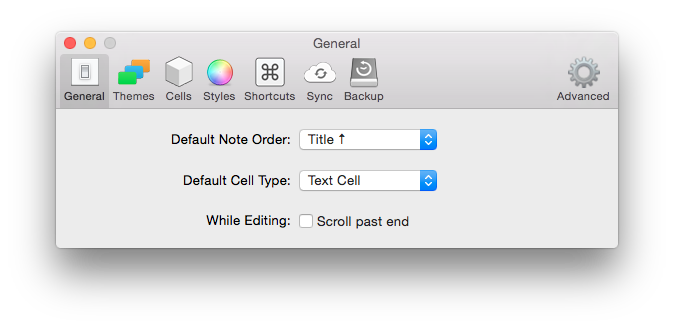 General
General Themes Cells Styles Shortcuts Sync Backup Advanced
Default Note Order: Title ↑
Default Cell Type: Text Cell
While Editing: Scroll past end